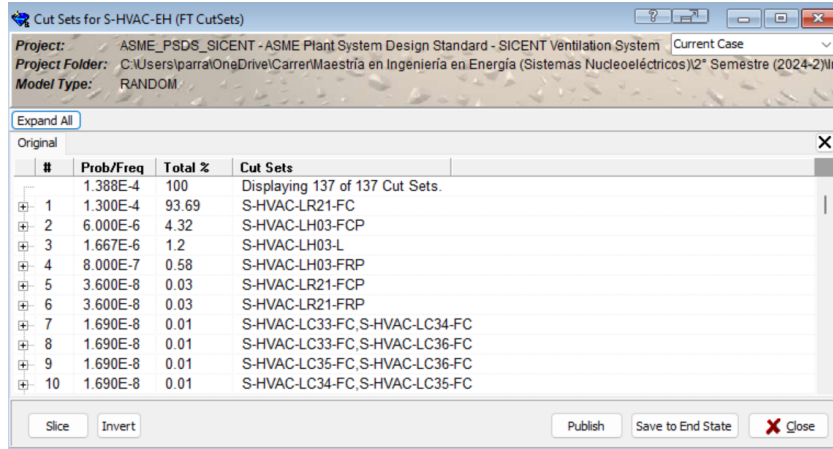 Cut Sets for S-HVAC-EH (FT CutSets)
Project: ASME_PSDS_SICENT - ASME Plant System Design Standard - SICENT Ventilation System Current Case
Project Folder: C:\Users\parra\OneDrive\Carrer\Maestría en Ingeniería en Energía (Sistemas Nucleoeléctricos)\2° Semestre (2024-2)\
Model Type: RANDOM
Expand All
Original
# Prob/Freq Total % Cut Sets
1.388E-4 100 Displaying 137 of 137 Cut Sets.
1 1.300E-4 93.69 S-HVAC-LR21-FC
2 6.000E-6 4.32 S-HVAC-LH03-FCP
3 1.667E-6 1.2 S-HVAC-LH03-L
4 8.000E-7 0.58 S-HVAC-LH03-FRP
5 3.600E-8 0.03 S-HVAC-LR21-FCP
6 3.600E-8 0.03 S-HVAC-LR21-FRP
7 1.690E-8 0.01 S-HVAC-LC33-FC,S-HVAC-LC34-FC
8 1.690E-8 0.01 S-HVAC-LC33-FC,S-HVAC-LC36-FC
9 1.690E-8 0.01 S-HVAC-LC35-FC,S-HVAC-LC36-FC
10 1.690E-8 0.01 S-HVAC-LC34-FC,S-HVAC-LC35-FC
Slice Invert Publish Save to End State Close